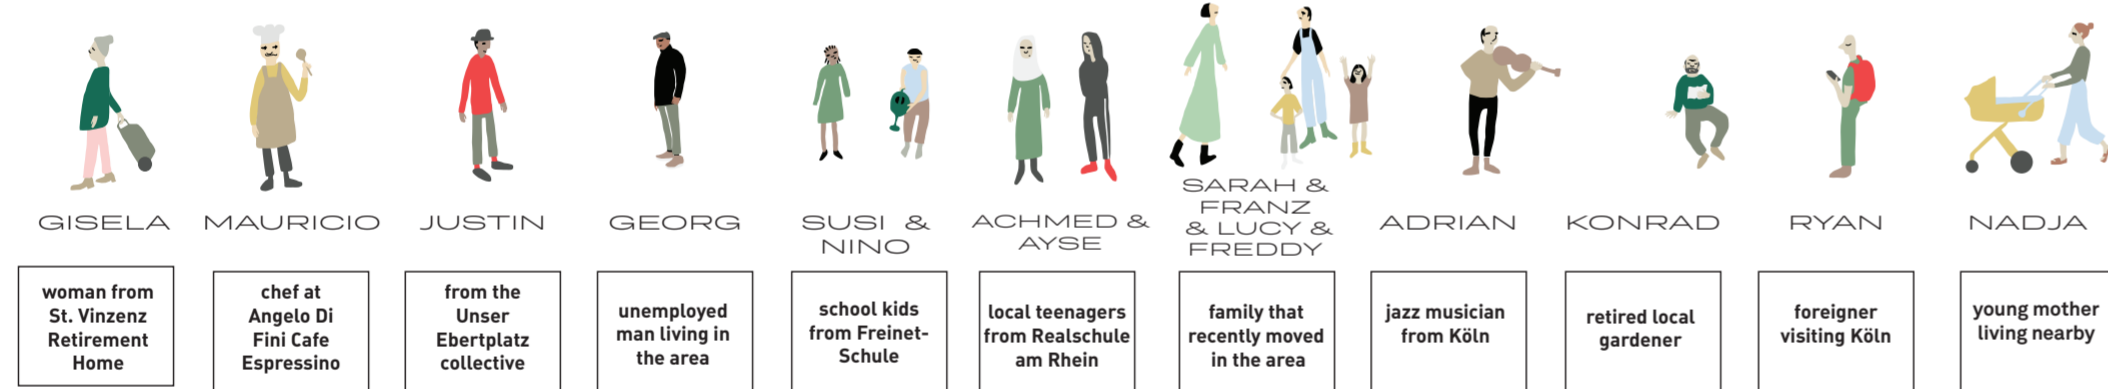 GISELA
MAURICIO
JUSTIN
GEORG
SUSI &
NINO
ACHMED &
AYSE
SARAH &
FRANZ
& LUCY &
FREDDY
ADRIAN
KONRAD
RYAN
NADJA
woman from
St. Vinzenz
Retirement
Home
chef at
Angelo Di
Fini Cafe
Espressino
from the
Unser
Ebertplatz
collective
unemployed
man living in
the area
school kids
from Freinet-
Schule
local teenagers
from Realschule
am Rhein
family that
recently moved
in the area
jazz musician
from Köln
retired local
gardener
foreigner
visiting Köln
young mother
living nearby